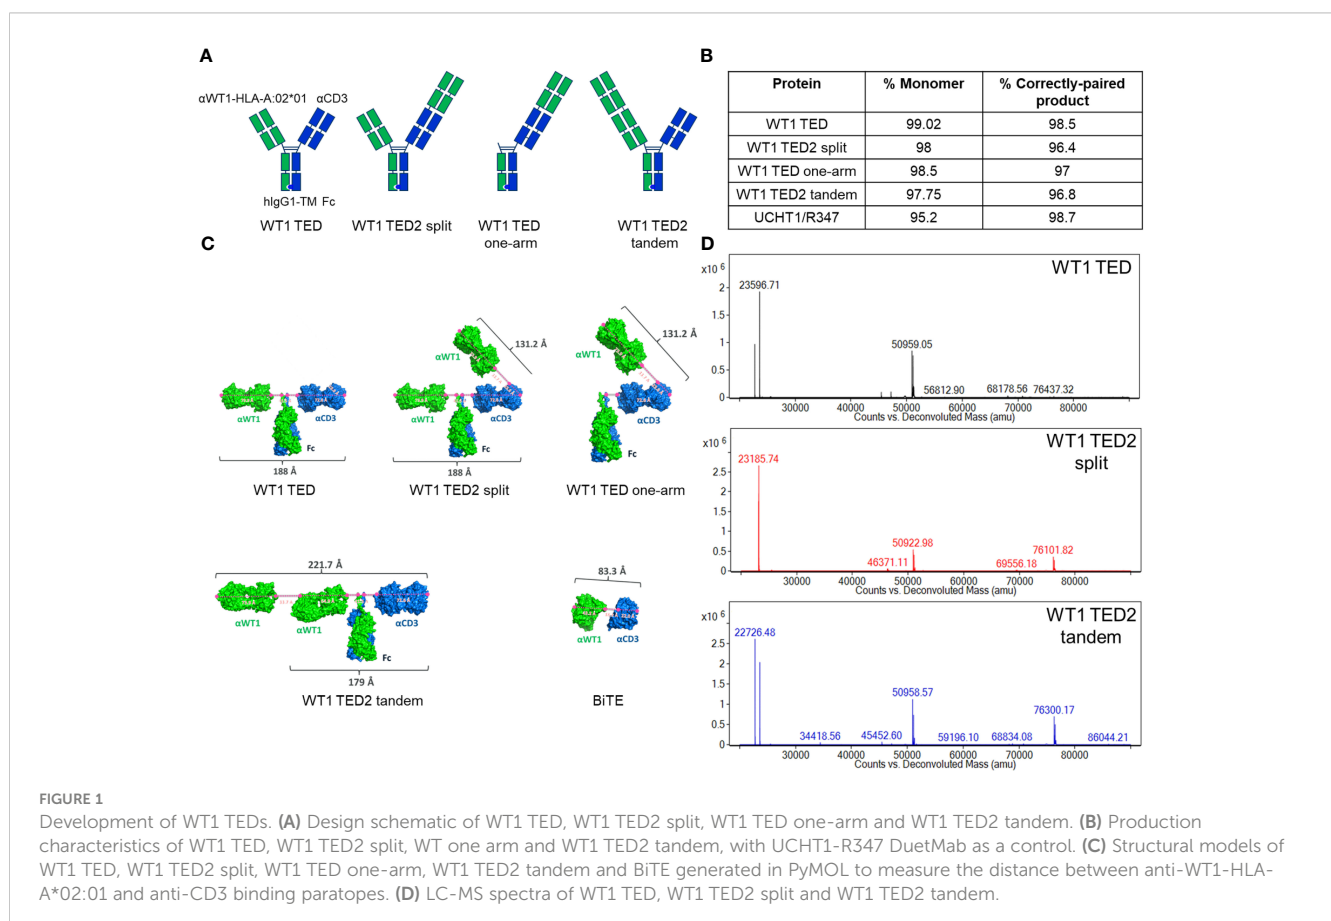 A
αWT1-HLA-A:02*01 αCD3
hIgG1-TM Fc
WT1 TED
WT1 TED2 split
WT1 TED
one-arm
WT1 TED2
tandem
B
Protein % Monomer % Correctly-paired product
WT1 TED 99.02 98.5
WT1 TED2 split 98 96.4
WT1 TED one-arm 98.5 97
WT1 TED2 tandem 97.75 96.8
UCHT1/R347 95.2 98.7
C
αWT1 αCD3
Fc
188 Å
WT1 TED
αWT1
131.2 Å
αWT1 αCD3
Fc
188 Å
WT1 TED2 split
αWT1
131.2 Å
αCD3
Fc
WT1 TED one-arm
221.7 Å
αWT1 αWT1 αCD3
Fc
179 Å
WT1 TED2 tandem
83.3 Å
αWT1 αCD3
BiTE
D
x10 6
WT1 TED
2
1.5
1
0.5
0
23596.71
50959.05
56812.90
68178.56
76437.32
30000 40000 50000 60000 70000 80000
Counts vs. Deconvoluted Mass (amu)
x10 6
WT1 TED2
split
2.5
2
1.5
1
0.5
0
23185.74
46371.11
50922.98
69556.18
76101.82
30000 40000 50000 60000 70000 80000
Counts vs. Deconvoluted Mass (amu)
x10 6
WT1 TED2
tandem
2.5
2
1.5
1
0.5
0
22726.48
34418.56
45452.60
50958.57
59196.10
68834.08
76300.17
86044.21
30000 40000 50000 60000 70000 80000
Counts vs. Deconvoluted Mass (amu)
FIGURE 1
Development of WT1 TEDs. (A) Design schematic of WT1 TED, WT1 TED2 split, WT1 TED one-arm and WT1 TED2 tandem. (B) Production
characteristics of WT1 TED, WT1 TED2 split, WT one arm and WT1 TED2 tandem, with UCHT1-R347 DuetMab as a control. (C) Structural models of
WT1 TED, WT1 TED2 split, WT1 TED one-arm, WT1 TED2 tandem and BiTE generated in PyMOL to measure the distance between anti-WT1-HLA-
A*02:01 and anti-CD3 binding paratopes. (D) LC-MS spectra of WT1 TED, WT1 TED2 split and WT1 TED2 tandem.